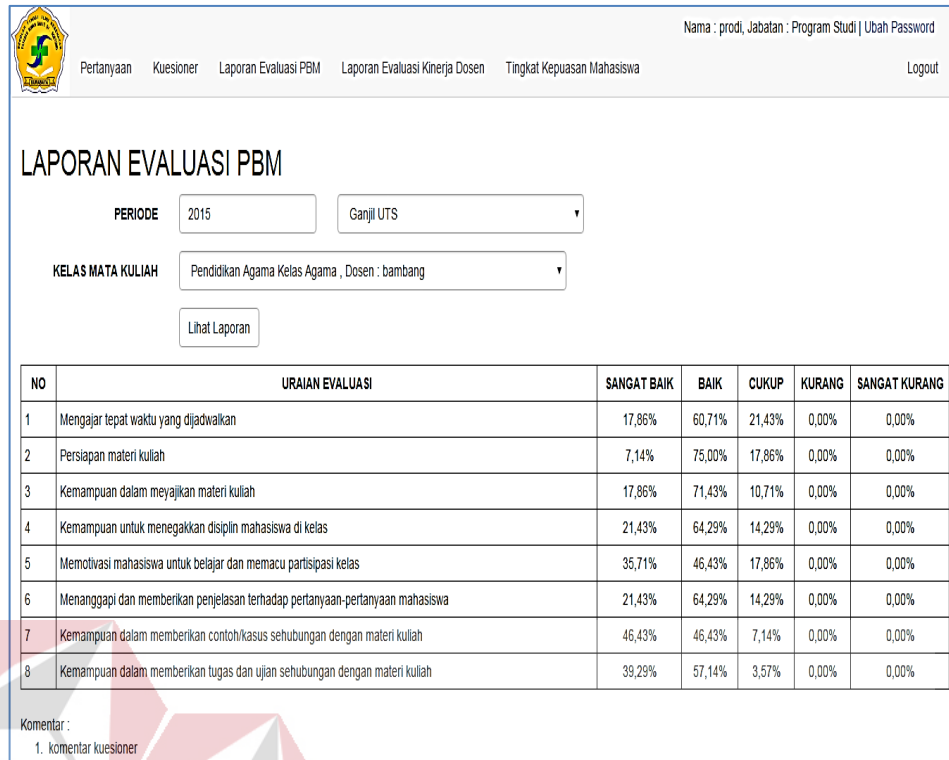 Nama : prodi, Jabatan : Program Studi | Ubah Password
Pertanyaan Kuesioner Laporan Evaluasi PBM Laporan Evaluasi Kinerja Dosen Tingkat Kepuasan Mahasiswa Logout
LAPORAN EVALUASI PBM
PERIODE 2015 Ganjil UTS
KELAS MATA KULIAH Pendidikan Agama Kelas Agama , Dosen : bambang
Lihat Laporan
NO URAIAN EVALUASI SANGAT BAIK BAIK CUKUP KURANG SANGAT KURANG
1 Mengajar tepat waktu yang dijadwalkan 17,86% 60,71% 21,43% 0,00% 0,00%
2 Persiapan materi kuliah 7,14% 75,00% 17,86% 0,00% 0,00%
3 Kemampuan dalam meyajikan materi kuliah 17,86% 71,43% 10,71% 0,00% 0,00%
4 Kemampuan untuk menegakkan disiplin mahasiswa di kelas 21,43% 64,29% 14,29% 0,00% 0,00%
5 Memotivasi mahasiswa untuk belajar dan memacu partisipasi kelas 35,71% 46,43% 17,86% 0,00% 0,00%
6 Menanggapi dan memberikan penjelasan terhadap pertanyaan-pertanyaan mahasiswa 21,43% 64,29% 14,29% 0,00% 0,00%
7 Kemampuan dalam memberikan contoh/kasus sehubungan dengan materi kuliah 46,43% 46,43% 7,14% 0,00% 0,00%
8 Kemampuan dalam memberikan tugas dan ujian sehubungan dengan materi kuliah 39,29% 57,14% 3,57% 0,00% 0,00%
Komentar :
1. komentar kuesioner